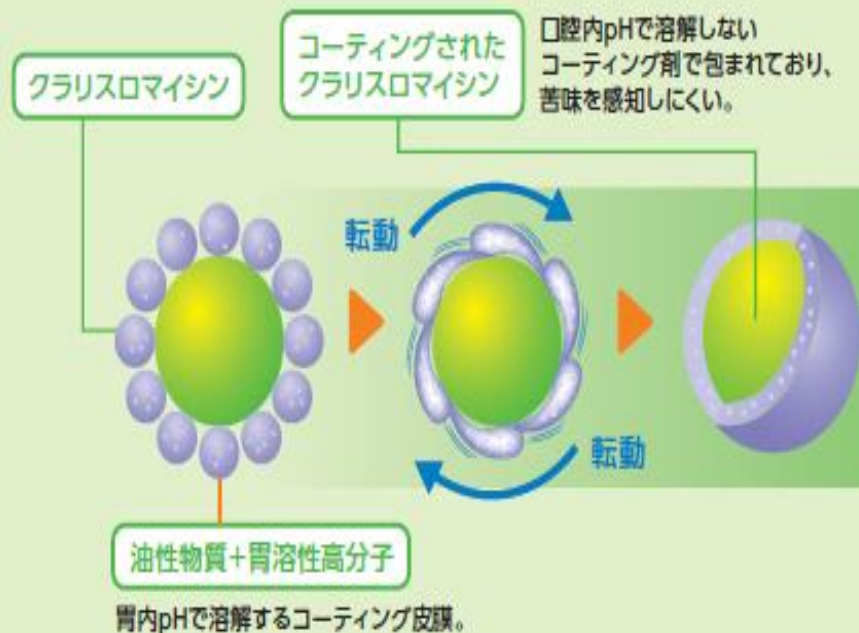 クラリスロマイシン
コーティングされた
クラリスロマイシン
口腔内pHで溶解しない
コーティング剤で包まれており、
苦味を感知しにくい。
転動
転動
油性物質+胃溶性高分子
胃内pHで溶解するコーティング皮膜。